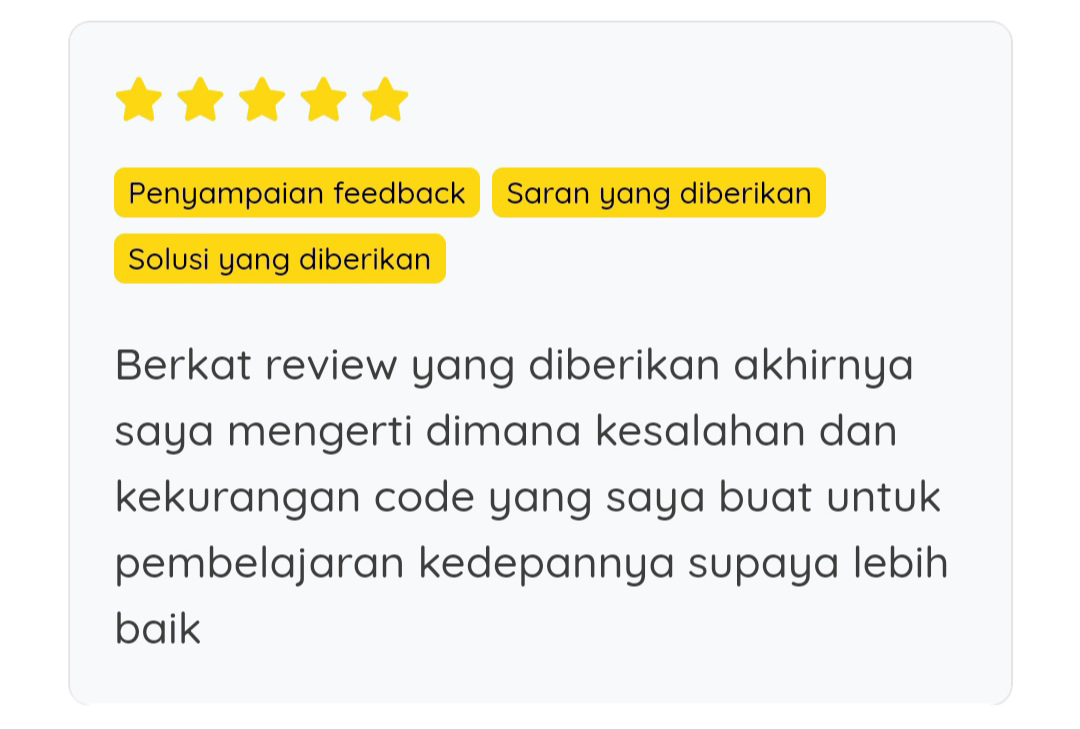 Penyampaian feedback Saran yang diberikan
Solusi yang diberikan
Berkat review yang diberikan akhirnya
saya mengerti dimana kesalahan dan
kekurangan code yang saya buat untuk
pembelajaran kedepannya supaya lebih
baik